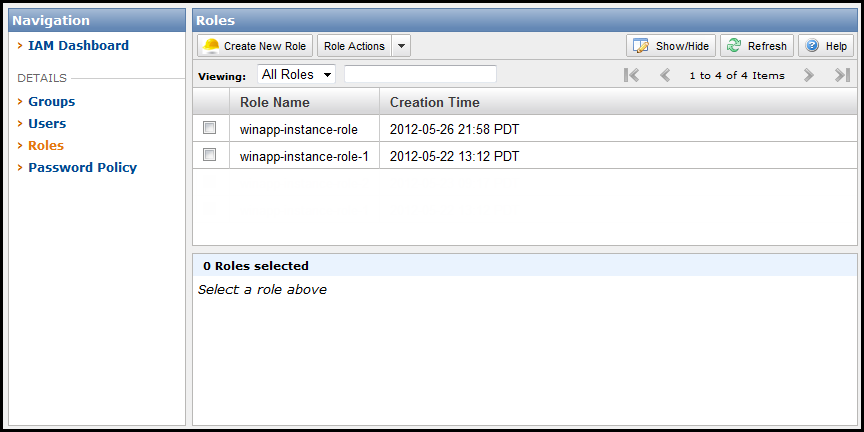 Navigation
IAM Dashboard
DETAILS
Groups
Users
Roles
Password Policy
Roles
Create New Role Role Actions Show/Hide Refresh Help
Viewing: All Roles 1 to 4 of 4 Items
Role Name Creation Time
winapp-instance-role 2012-05-26 21:58 PDT
winapp-instance-role-1 2012-05-22 13:12 PDT
0 Roles selected
Select a role above